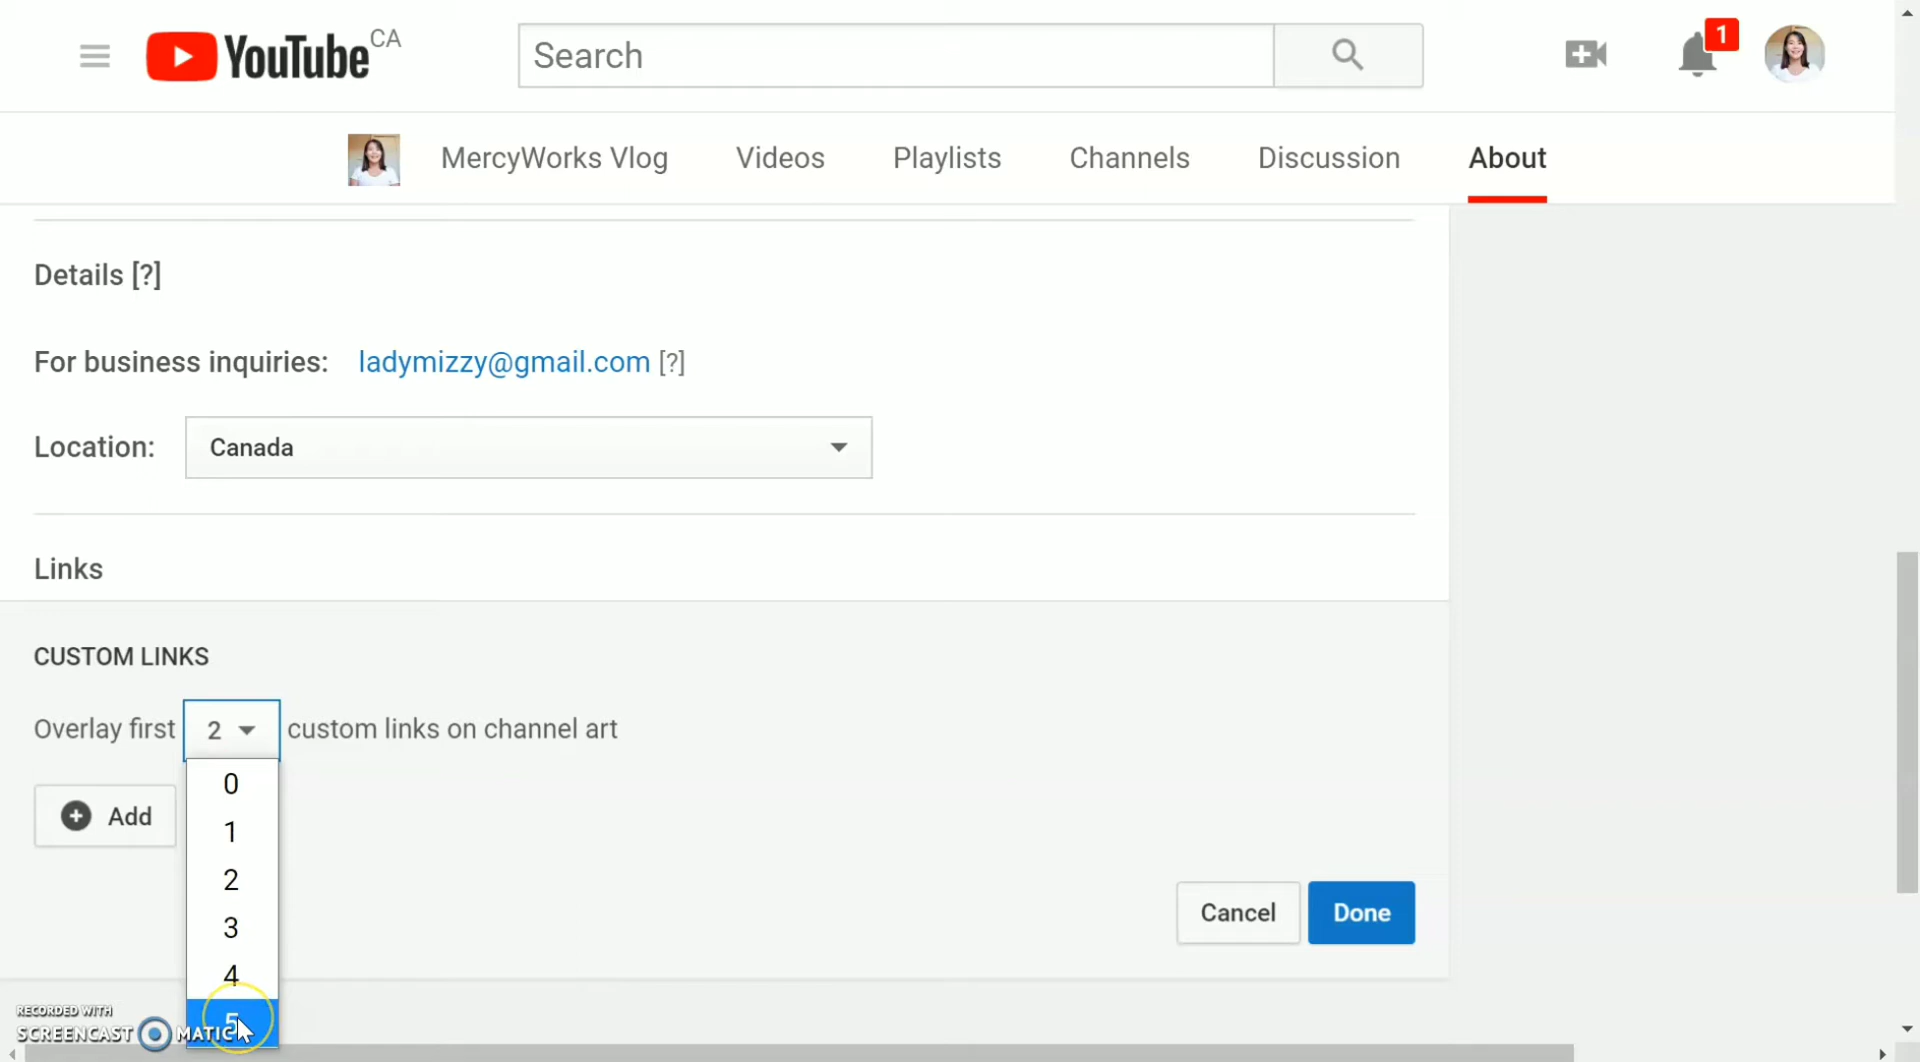 YouTube CA
Search
1
MercyWorks Vlog Videos Playlists Channels Discussion About
Details [?]
For business inquiries: ladymizzy@gmail.com [?]
Location: Canada
Links
CUSTOM LINKS
Overlay first 2 custom links on channel art
0
Add
1
2
3
Cancel Done
4
5
RECORDED WITH
SCREENCAST MATIC